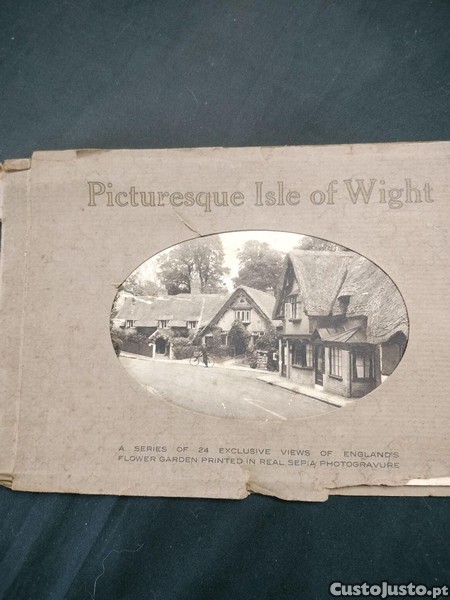 Picturesque Isle of Wight
A SERIES OF 24 EXCLUSIVE VIEWS OF ENGLAND'S
FLOWER GARDEN PRINTED IN REAL SEPIA PHOTOGRAVURE
CustoJusto.pt